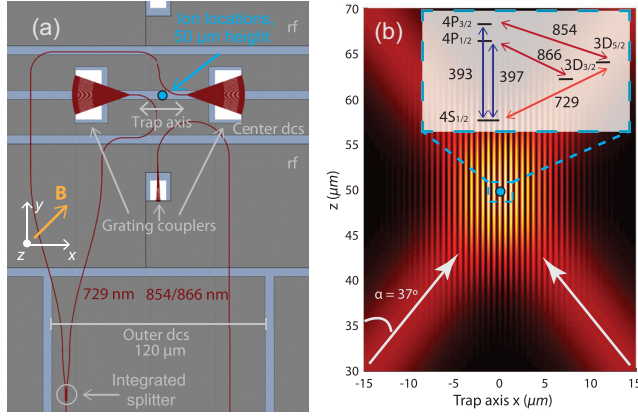 (a)
Ion locations,
50 μm height
rf
Trap axis
Center dcs
rf
B
y
z
x
Grating couplers
729 nm
854/866 nm
Outer dcs
120 μm
Integrated
splitter
(b)
z (μm)
70
65
60
55
50
45
40
35
30
4P3/2
4P1/2
854
3D5/2
866
3D3/2
393
397
729
4S1/2
α = 37o
-15
-10
-5
0
5
10
15
Trap axis x (μm)